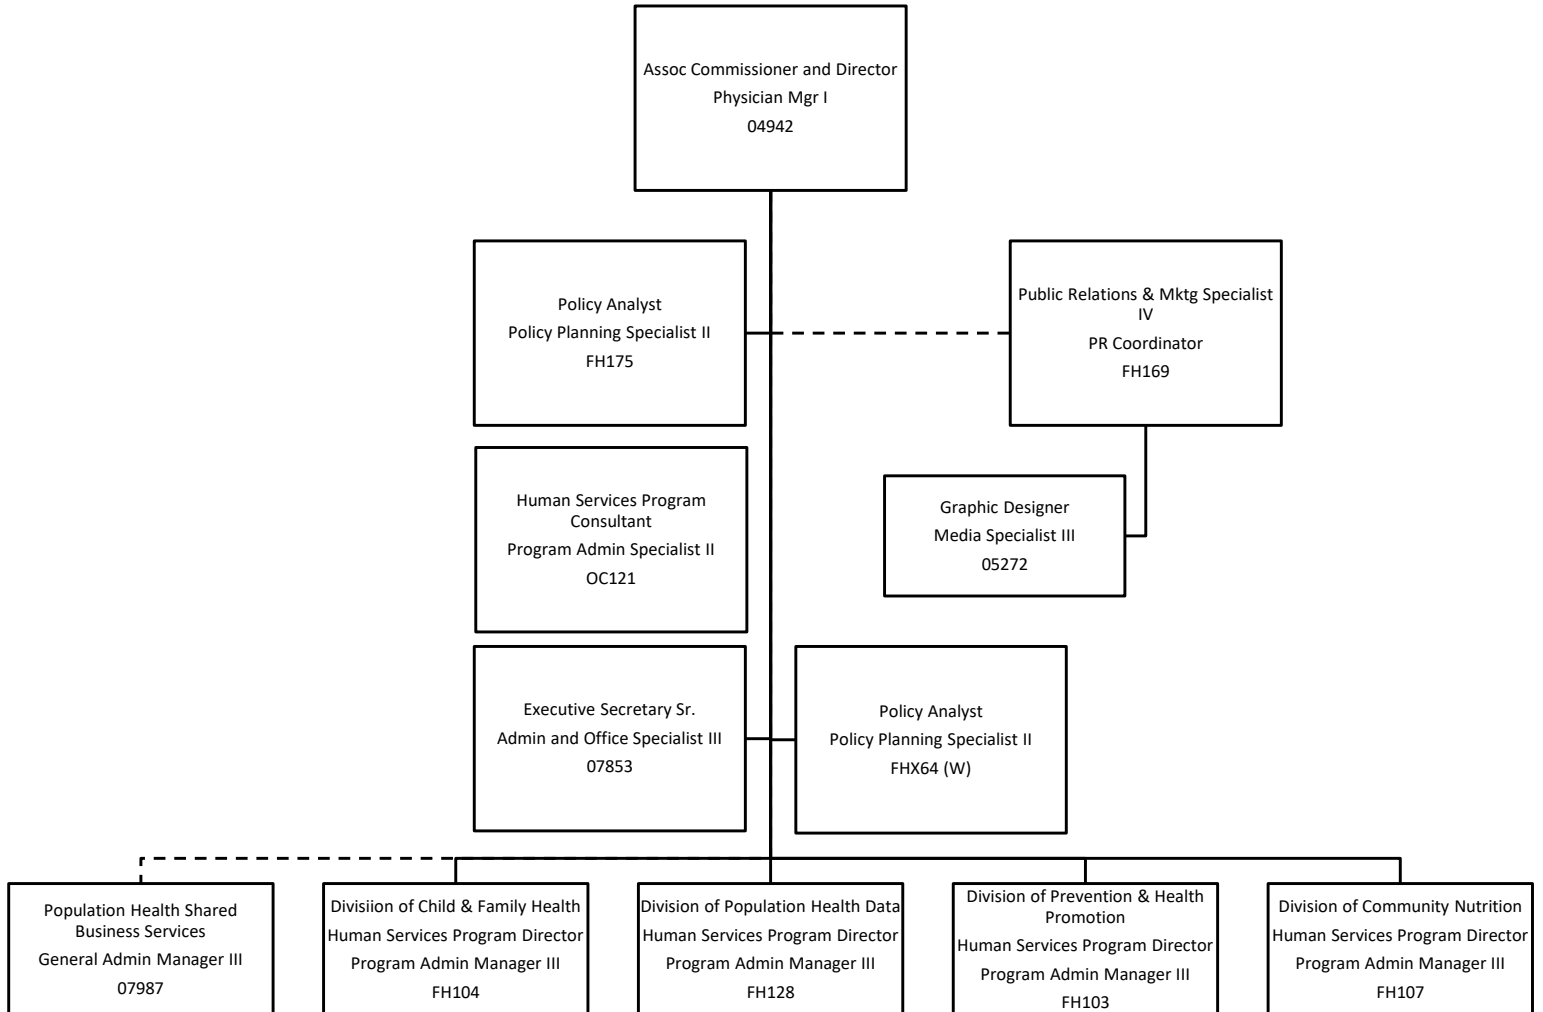 Assoc Commissioner and Director
Physician Mgr I
04942
Policy Analyst
Policy Planning Specialist II
FH175
Public Relations & Mktg Specialist
IV
PR Coordinator
FH169
Human Services Program
Consultant
Program Admin Specialist II
OC121
Graphic Designer
Media Specialist III
05272
Executive Secretary Sr.
Admin and Office Specialist III
07853
Policy Analyst
Policy Planning Specialist II
FHX64 (W)
Population Health Shared
Business Services
General Admin Manager III
07987
Divisiion of Child & Family Health
Human Services Program Director
Program Admin Manager III
FH104
Division of Population Health Data
Human Services Program Director
Program Admin Manager III
FH128
Division of Prevention & Health
Promotion
Human Services Program Director
Program Admin Manager III
FH103
Division of Community Nutrition
Human Services Program Director
Program Admin Manager III
FH107